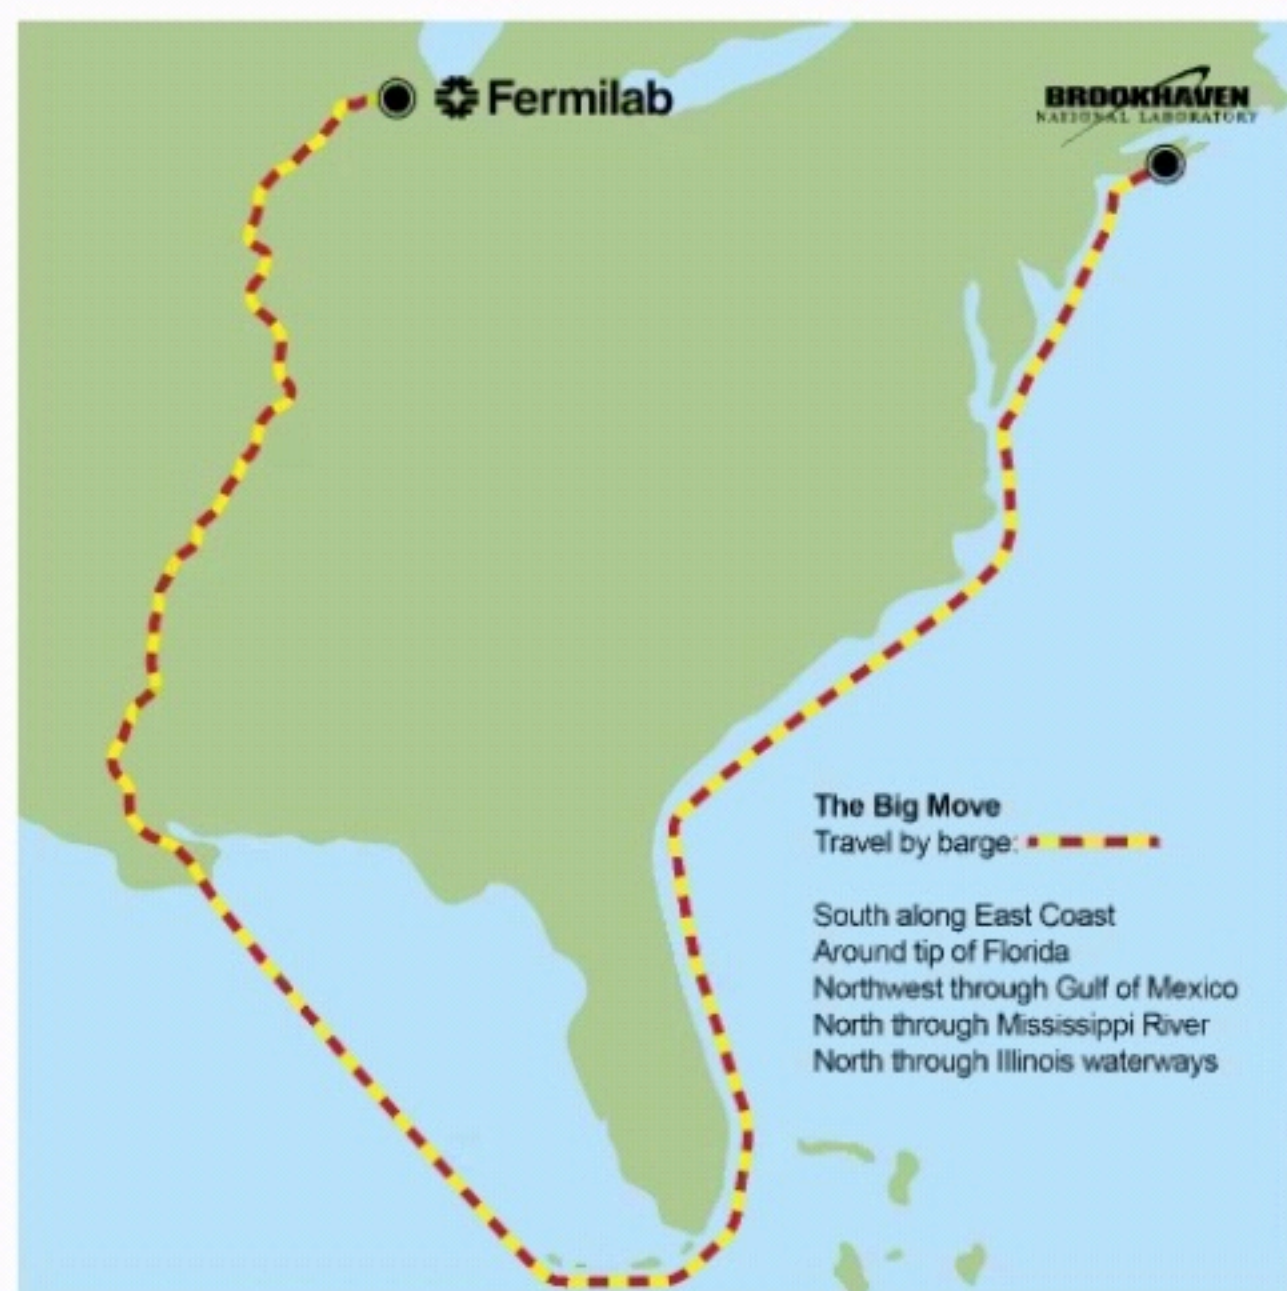 Fermilab
BROOKHAVEN
NATIONAL LABORATORY
The Big Move
Travel by barge:
South along East Coast
Around tip of Florida
Northwest through Gulf of Mexico
North through Mississippi River
North through Illinois waterways